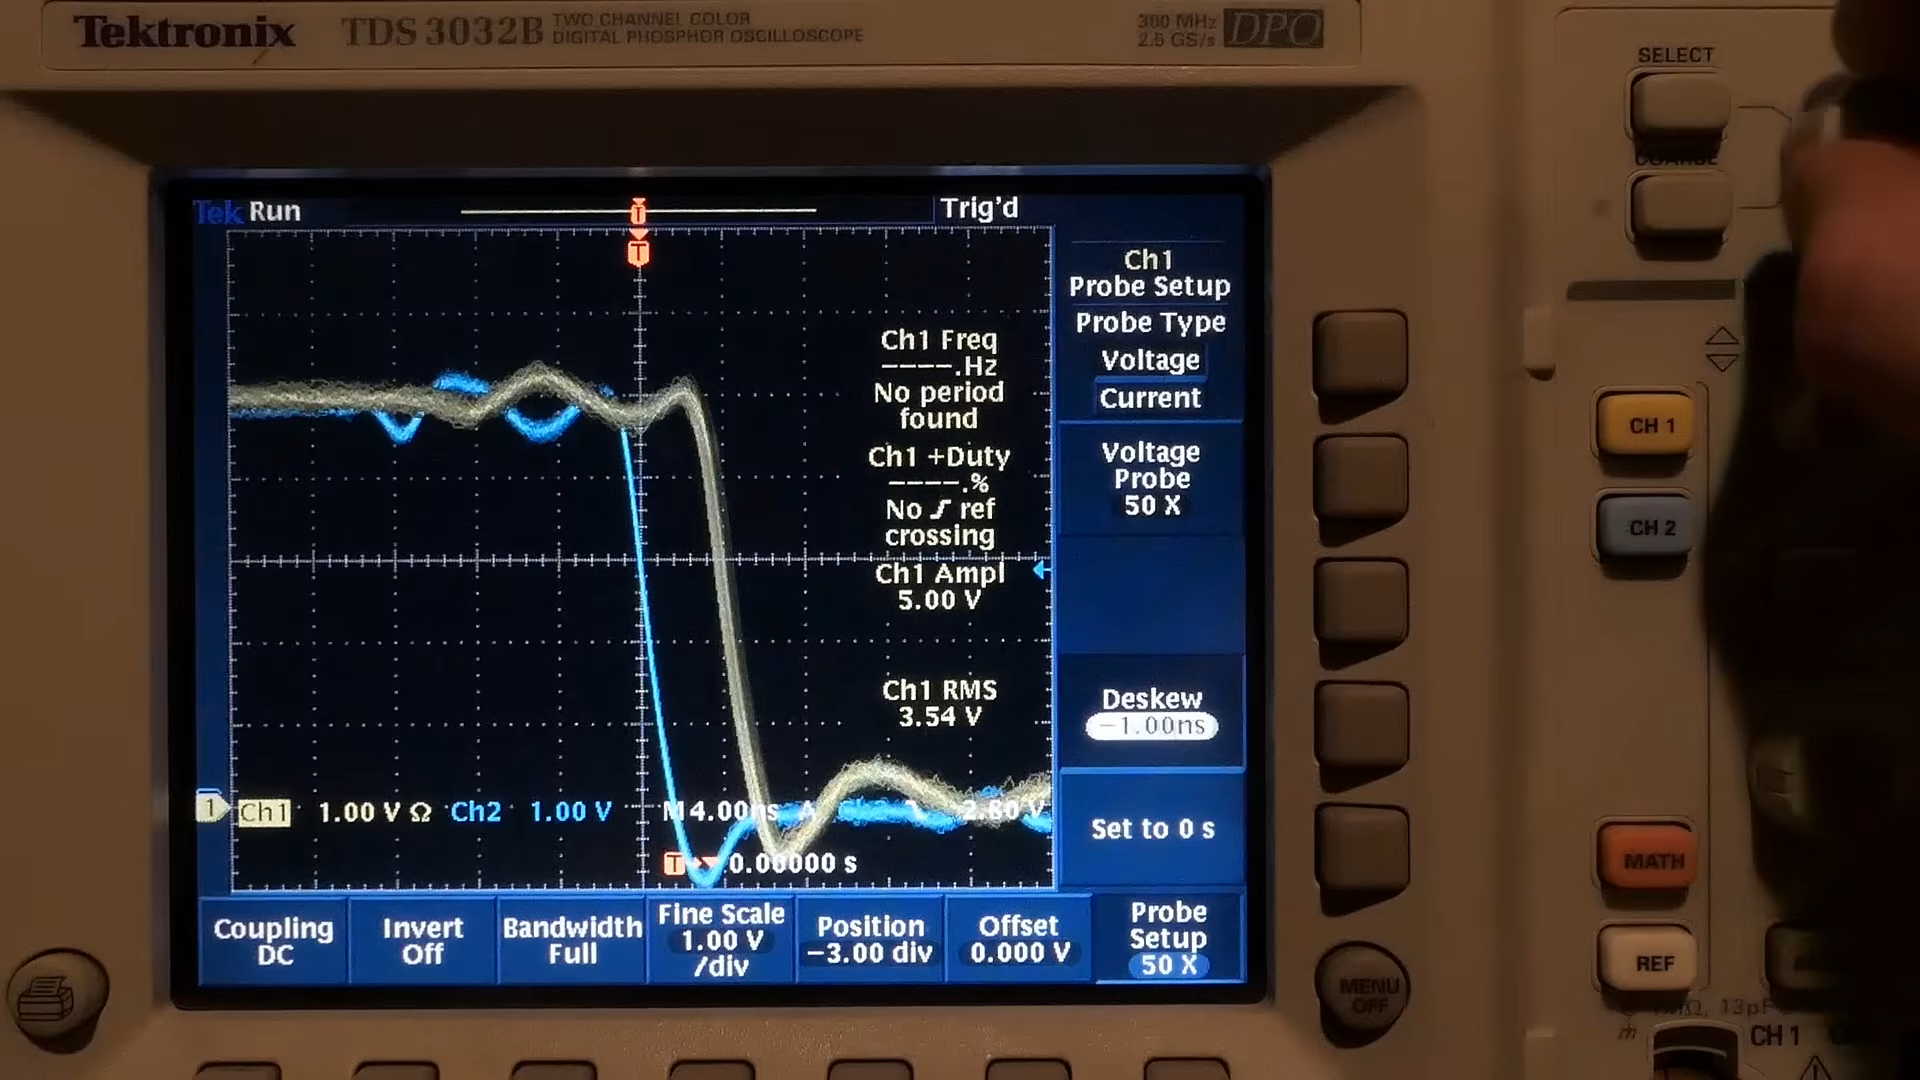 Tektronix TDS 3032B TWO CHANNEL COLOR
DIGITAL PHOSPHOR OSCILLOSCOPE
300 MHz
2.5 GS/s DPO
SELECT
COARSE
Tek Run
Trig'd
T
T
Ch1
Probe Setup
Probe Type
Voltage
Current
Voltage
Probe
50 X
Deskew
-1.00ns
Set to 0 s
Ch1 Freq
----.Hz
No period
found
Ch1 +Duty
----.%
No ref
crossing
Ch1 Ampl
5.00 V
Ch1 RMS
3.54 V
1
Ch1 1.00 V Ω Ch2 1.00 V M 4.00ns A Ch2 2.80 V
T 0.00000 s
Coupling
DC
Invert
Off
Bandwidth
Full
Fine Scale
1.00 V
/div
Position
-3.00 div
Offset
0.000 V
Probe
Setup
50 X
CH 1
CH 2
MATH
REF
MENU
OFF
13pF
CH 1